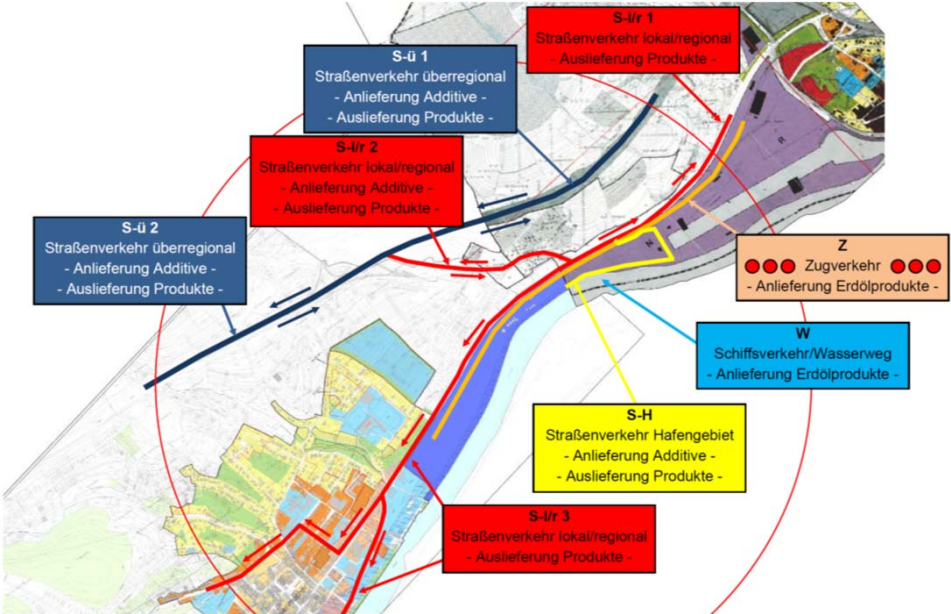 S-l/r 1
Straßenverkehr lokal/regional
- Auslieferung Produkte -
S-ü 1
Straßenverkehr überregional
- Anlieferung Additive -
- Auslieferung Produkte -
S-l/r 2
Straßenverkehr lokal/regional
- Anlieferung Additive -
- Auslieferung Produkte -
S-ü 2
Straßenverkehr überregional
- Anlieferung Additive -
- Auslieferung Produkte -
Z
Zugverkehr
- Anlieferung Erdölprodukte -
W
Schiffsverkehr/Wasserweg
- Anlieferung Erdölprodukte -
S-H
Straßenverkehr Hafengebiet
- Anlieferung Additive -
- Auslieferung Produkte -
S-l/r 3
Straßenverkehr lokal/regional
- Auslieferung Produkte -